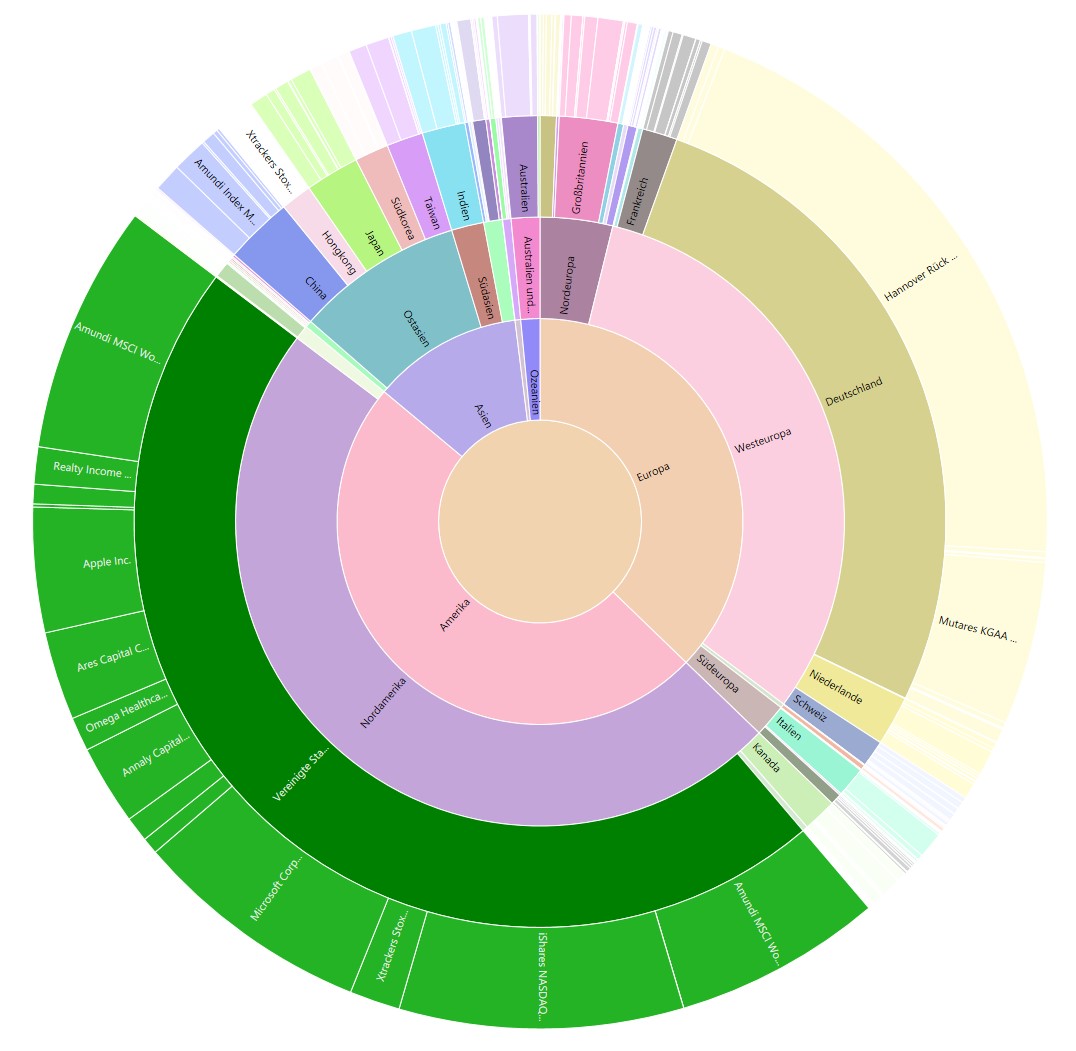 Europa
Amerika
Asien
Ozeanien
Nordeuropa
Westeuropa
Südeuropa
Nordamerika
Ostasien
Südasien
Australien und...
Großbritannien
Frankreich
Deutschland
Niederlande
Schweiz
Italien
Kanada
Vereinigte Sta...
China
Hongkong
Japan
Südkorea
Taiwan
Indien
Australien
Hannover Rück ...
Mutares KGAA ...
Amundi MSCI Wo...
iShares NASDAQ...
Xtrackers Stox...
Microsoft Corp...
Annaly Capital...
Omega Healthca...
Ares Capital C...
Apple Inc.
Realty Income ...
Amundi MSCI Wo...
Amundi Index M...
Xtrackers Stox...